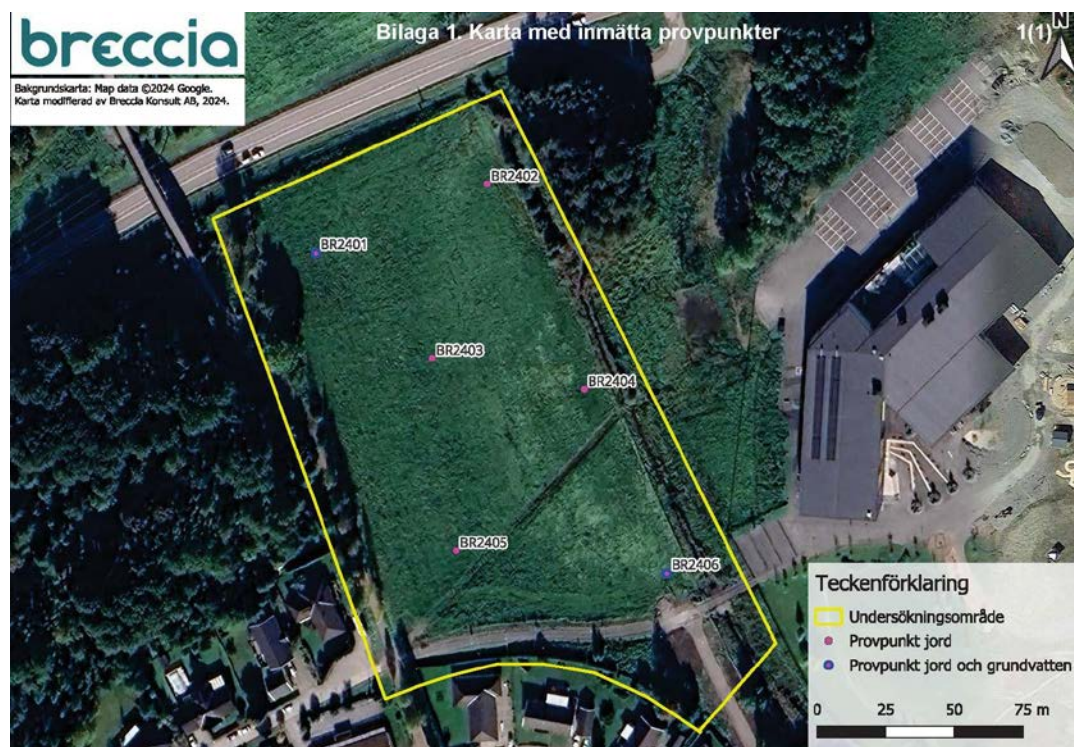 breccia
Bakgrundskarta: Map data ©2024 Google.
Karta modifierad av Breccia Konsult AB, 2024.
Bilaga 1. Karta med inmätta provpunkter
1(1)
N
BR2402
BR2401
BR2403
BR2404
BR2405
BR2406
Teckenförklaring
Undersökningsområde
Provpunkt jord
Provpunkt jord och grundvatten
0 25 50 75 m